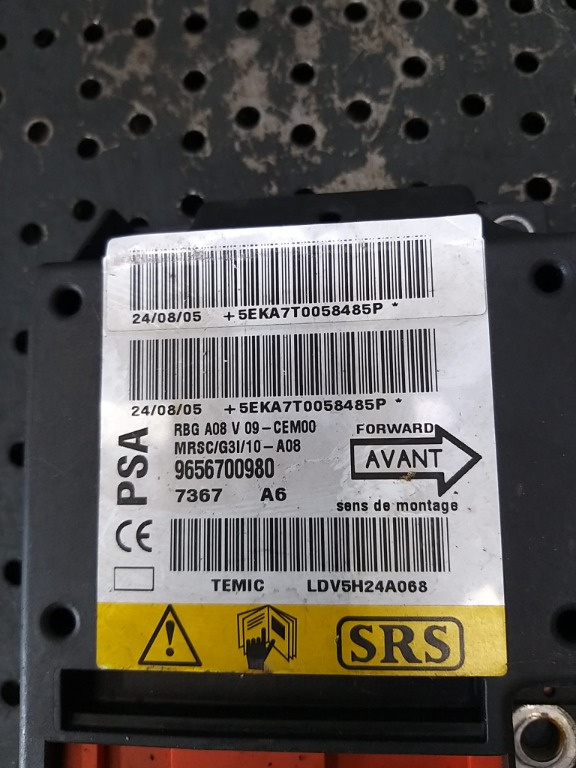 24/08/05 +5EKA7T0058485P *
24/08/05 +5EKA7T0058485P *
PSA
RBG A08 V 09-CEM00
MRSC/G3I/10-A08
9656700980
7367 A6
FORWARD
AVANT
sens de montage
CE
TEMIC LDV5H24A068
SRS